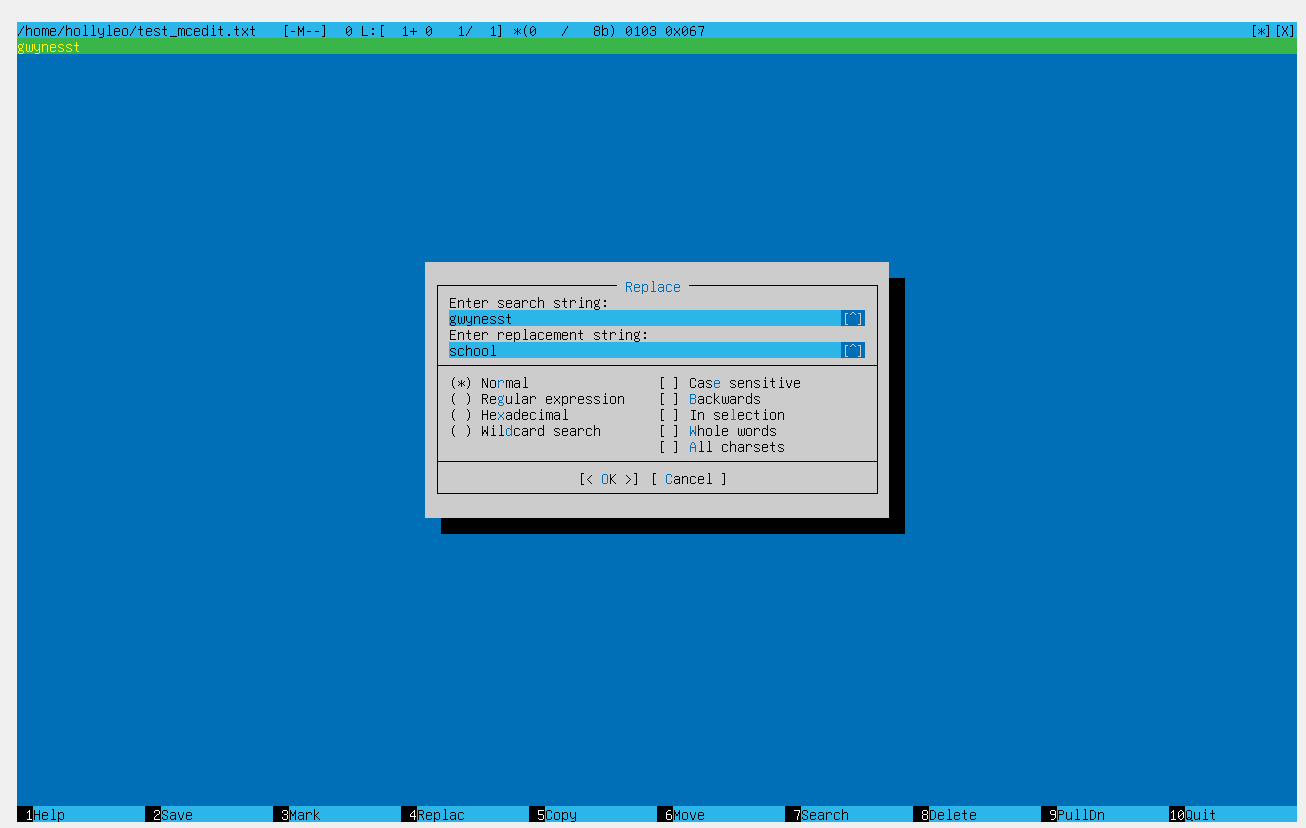 /home/hollyleo/test_mcedit.txt [-M--] 0 L:[ 1+ 0 1/ 1] *(0 / 8b) 0103 0x067 [*][X]
gwynesst
Replace
Enter search string:
gwynesst [^]
Enter replacement string:
school [^]
(*) Normal [ ] Case sensitive
( ) Regular expression [ ] Backwards
( ) Hexadecimal [ ] In selection
( ) Wildcard search [ ] Whole words
[ ] All charsets
[< OK >] [ Cancel ]
1Help 2Save 3Mark 4Replac 5Copy 6Move 7Search 8Delete 9PullDn 10Quit